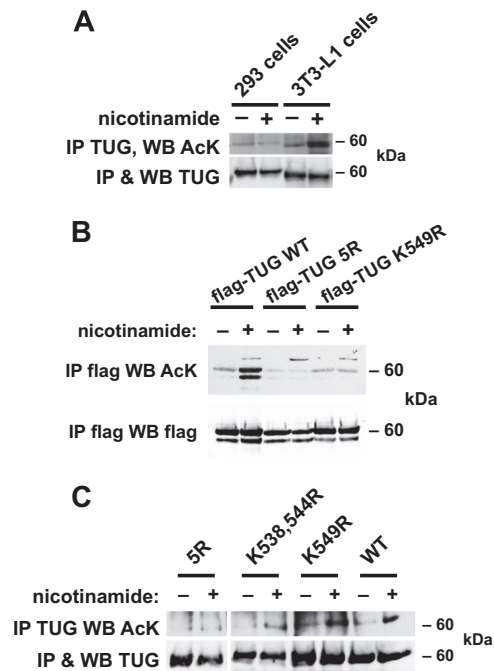 A
293 cells
3T3-L1 cells
nicotinamide – + – +
IP TUG, WB AcK – 60
kDa
IP & WB TUG – 60
B
flag-TUG WT
flag-TUG 5R
flag-TUG K549R
nicotinamide: – + – + – +
IP flag WB AcK – 60
kDa
IP flag WB flag – 60
C
5R
K538,544R
K549R
WT
nicotinamide: – + – + – + – +
IP TUG WB AcK – 60
kDa
IP & WB TUG – 60